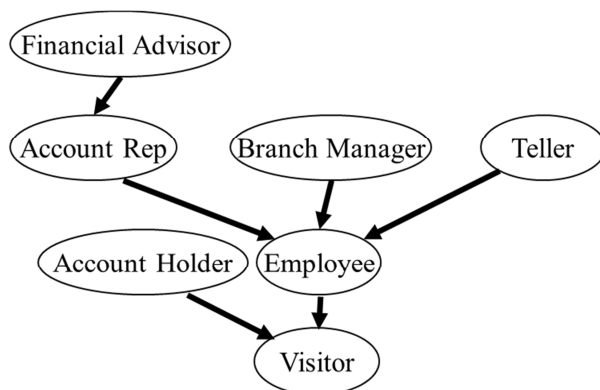 Financial Advisor
Account Rep
Branch Manager
Teller
Account Holder
Employee
Visitor